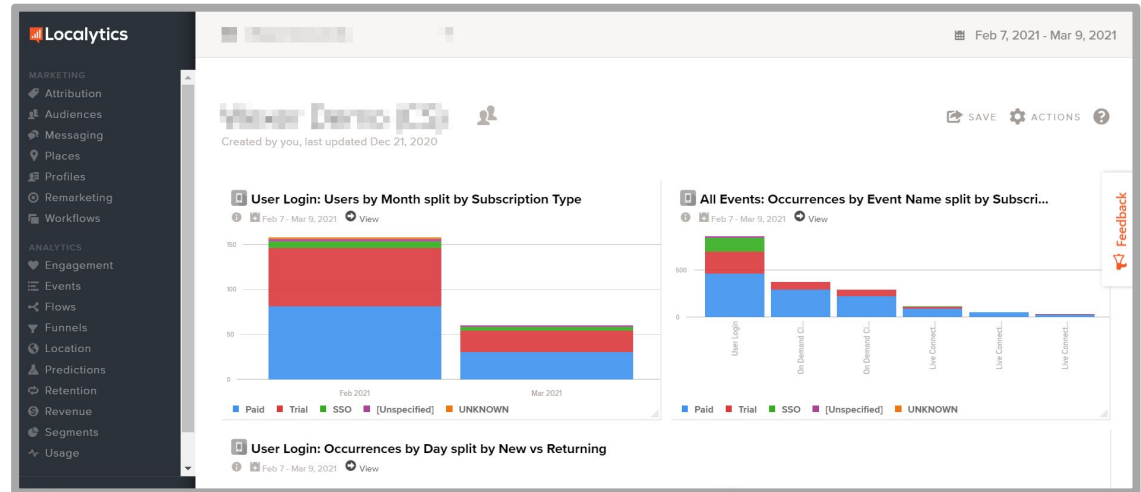 Localytics
Feb 7, 2021 - Mar 9, 2021
MARKETING
Attribution
Audiences
Messaging
Places
Profiles
Remarketing
Workflows
ANALYTICS
Engagement
Events
Flows
Funnels
Location
Predictions
Retention
Revenue
Segments
Usage
Created by you, last updated Dec 21, 2020
SAVE ACTIONS ?
Feedback
User Login: Users by Month split by Subscription Type
Feb 7 - Mar 9, 2021 View
150
100
50
0
Feb 2021 Mar 2021
Paid Trial SSO [Unspecified] UNKNOWN
All Events: Occurrences by Event Name split by Subscri...
Feb 7 - Mar 9, 2021 View
500
0
User Login
On Demand Cl...
On Demand Cl...
Live Connect...
Live Connect...
Live Connect...
Paid Trial SSO [Unspecified] UNKNOWN
User Login: Occurrences by Day split by New vs Returning
Feb 7 - Mar 9, 2021 View